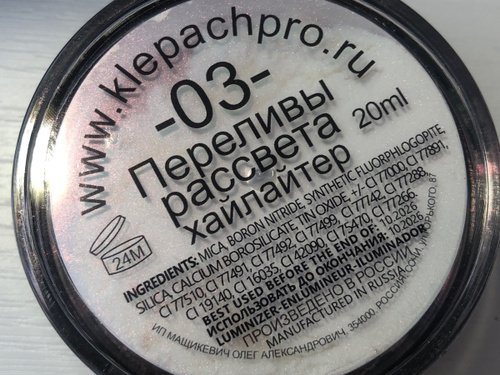 www.klepachpro.ru
-03-
Переливы
рассвета
хайлайтер
20ml
24M
INGREDIENTS: MICA BORON NITRIDE SYNTHETIC FLUORPHLOGOPITE,
SILICA, CALCIUM BOROSILICATE TIN OXIDE +/- CI 77000, CI 77891,
CI 77510, CI 77491, CI 77492, CI 77499, CI 77742, CI 77288,
CI 19140, CI 16035, CI 42090, CI 75470, CI 77266.
BEST USED BEFORE THE END OF: 10.2026
ИСПОЛЬЗОВАТЬ ДО ОКОНЧАНИЯ: 10.2026
LUMINIZER-ENLUMINEUR-ILUMINADOR
ПРОИЗВЕДЕНО В РОССИИ
MANUFACTURED IN RUSSIA
ИП МАЩИКЕВИЧ ОЛЕГ АЛЕКСАНДРОВИЧ, 354000, РОССИЯ, 87